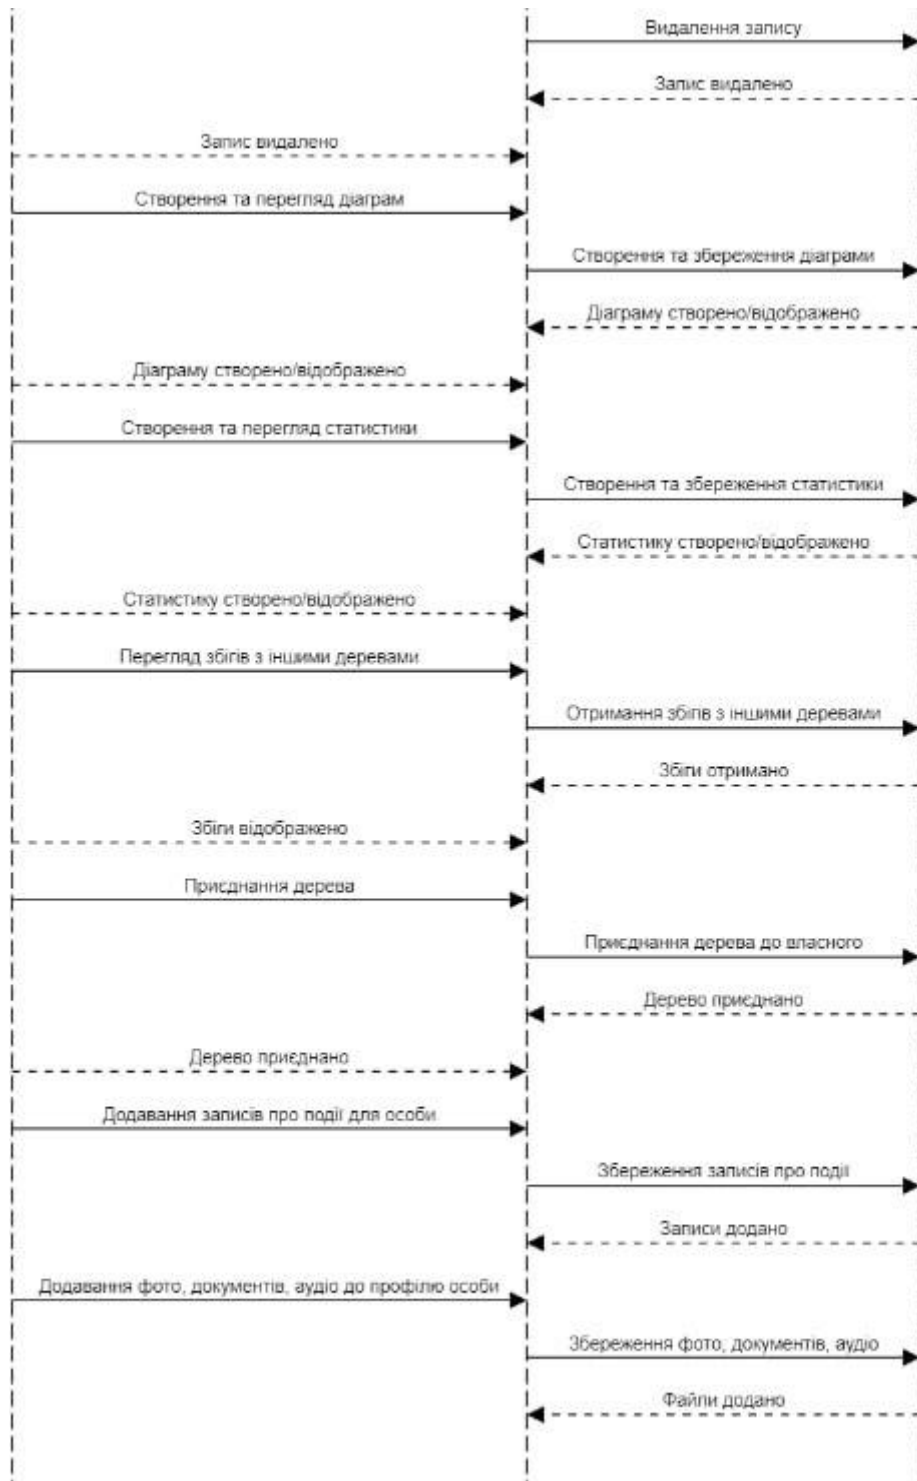 Видалення запису
Запис видалено
Запис видалено
Створення та перегляд діаграм
Створення та збереження діаграми
Діаграму створено/відображено
Діаграму створено/відображено
Створення та перегляд статистики
Створення та збереження статистики
Статистику створено/відображено
Статистику створено/відображено
Перегляд збігів з іншими деревами
Отримання збігів з іншими деревами
Збіги отримано
Збіги відображено
Приєднання дерева
Приєднання дерева до власного
Дерево приєднано
Дерево приєднано
Додавання записів про події для особи
Збереження записів про події
Записи додано
Додавання фото, документів, аудіо до профілю особи
Збереження фото, документів, аудіо
Файли додано